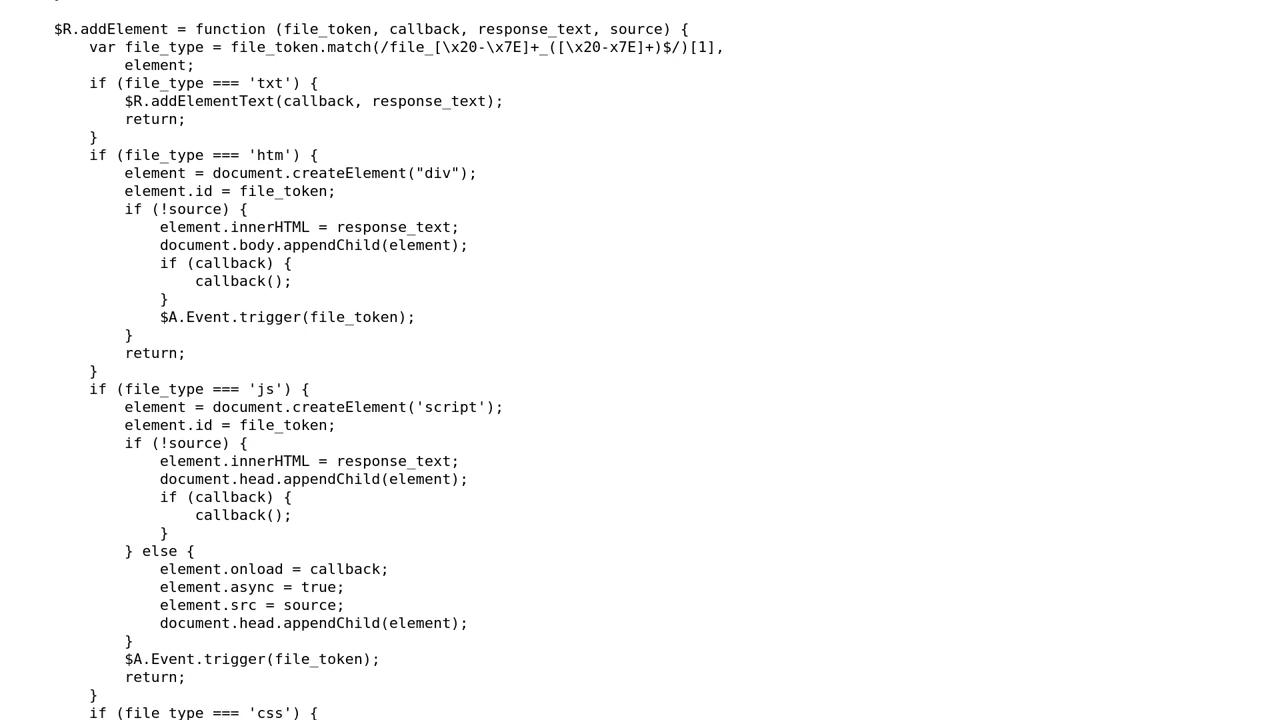 $R.addElement = function (file_token, callback, response_text, source) {
var file_type = file_token.match(/file_[\x20-\x7E]+_([\x20-x7E]+)$/)[1],
element;
if (file_type === 'txt') {
$R.addElementText(callback, response_text);
return;
}
if (file_type === 'htm') {
element = document.createElement("div");
element.id = file_token;
if (!source) {
element.innerHTML = response_text;
document.body.appendChild(element);
if (callback) {
callback();
}
$A.Event.trigger(file_token);
}
return;
}
if (file_type === 'js') {
element = document.createElement('script');
element.id = file_token;
if (!source) {
element.innerHTML = response_text;
document.head.appendChild(element);
if (callback) {
callback();
}
} else {
element.onload = callback;
element.async = true;
element.src = source;
document.head.appendChild(element);
}
$A.Event.trigger(file_token);
return;
}
if (file_type === 'css') {